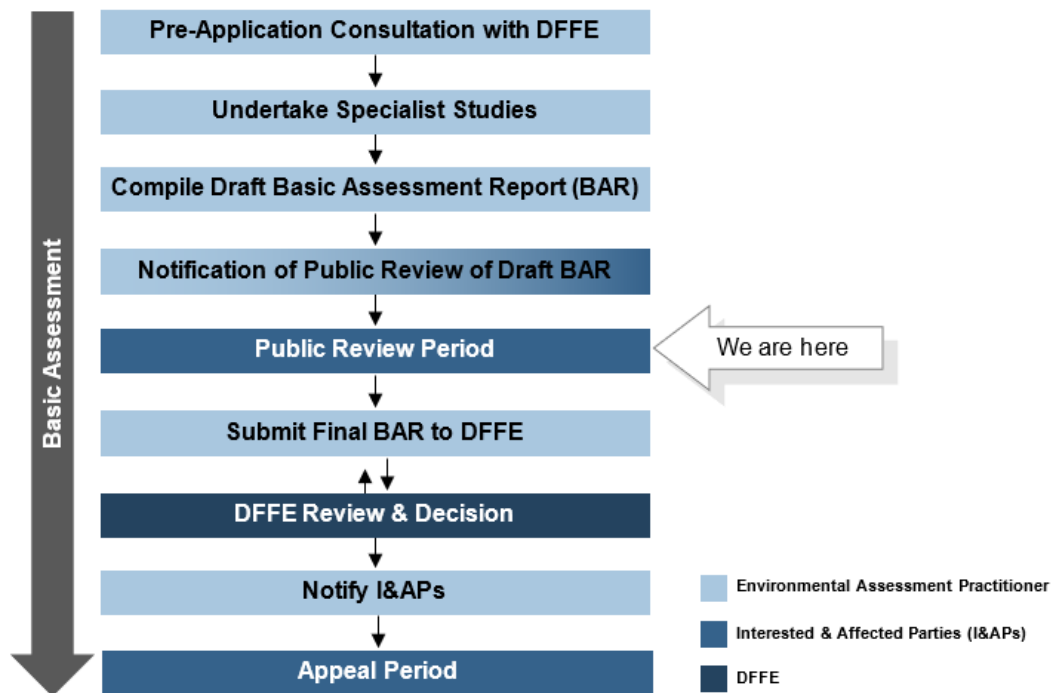 Pre-Application Consultation with DFFE
Undertake Specialist Studies
Compile Draft Basic Assessment Report (BAR)
Notification of Public Review of Draft BAR
Public Review Period
We are here
Submit Final BAR to DFFE
DFFE Review & Decision
Notify I&APs
Appeal Period
Basic Assessment
Environmental Assessment Practitioner
Interested & Affected Parties (I&APs)
DFFE